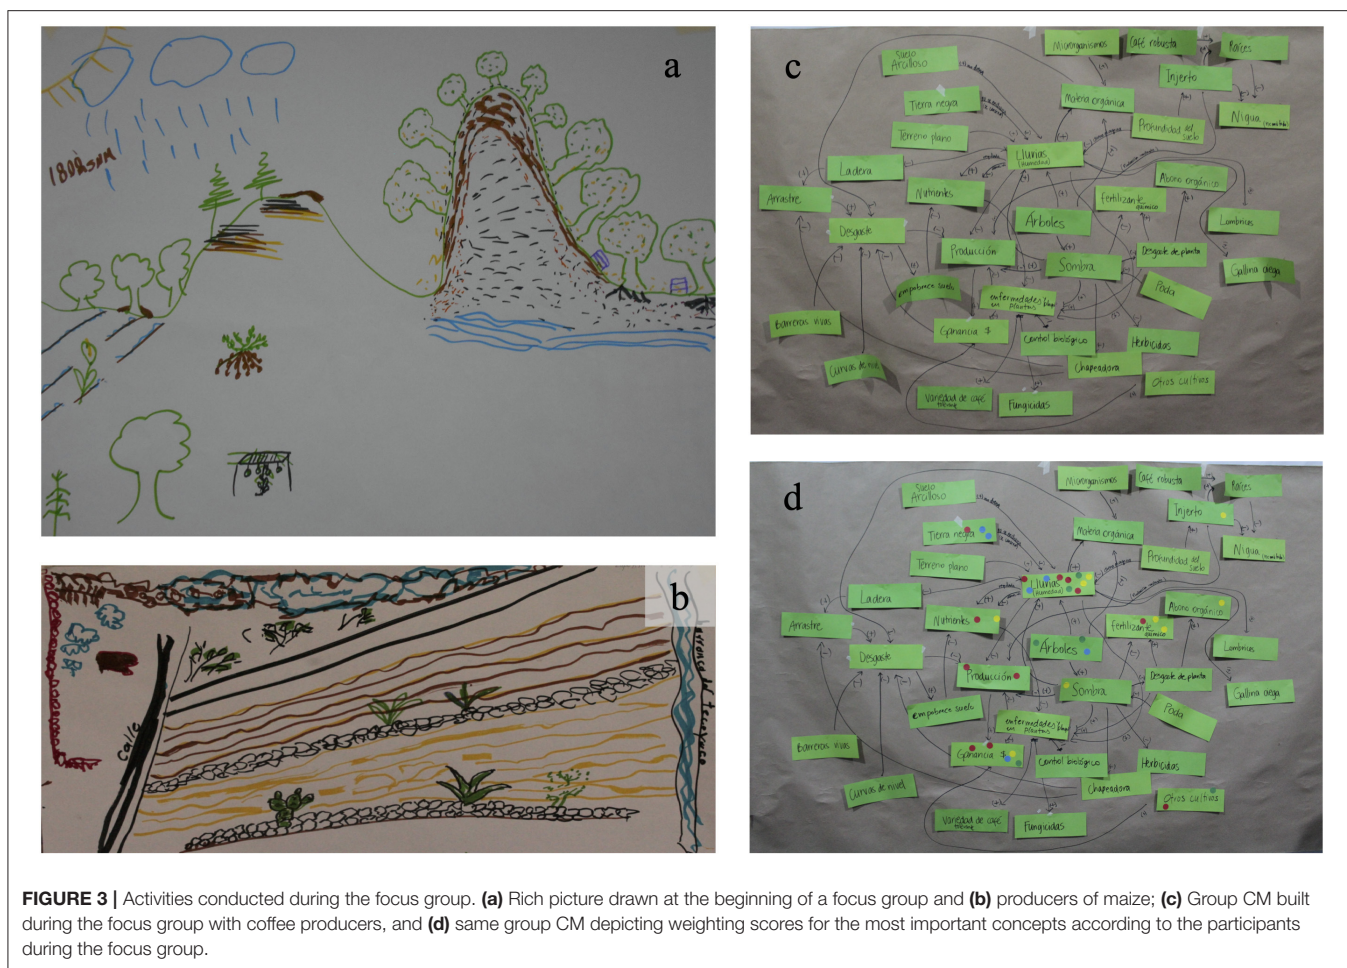 a
180RSNM
b
calle
c
Suelo
Arcilloso
Microrganismos
Café robusta
Raíces
Injerto
Tierra negra
Materia orgánica
Nigua
Profundidad del
suelo
Terreno plano
Lluvias
(humedad)
Ladera
Abono orgánico
Nutrientes
Fertilizante
químico
Arrastre
Árboles
Lombrices
Desgaste
Producción
Desgaste de planta
Sombra
Gallina ciega
empobrece suelo
enfermedades
en plantas
Poda
Barreras vivas
Ganancia $
Control biológico
Herbicidas
Curvas de nivel
Chapeadora
Otros cultivos
Variedad de café
Fungicidas
d
Suelo
Arcilloso
Microrganismos
Café robusta
Raíces
Injerto
Tierra negra
Materia orgánica
Nigua
Profundidad del
suelo
Terreno plano
Lluvias
(humedad)
Ladera
Abono orgánico
Nutrientes
Fertilizante
químico
Arrastre
Árboles
Lombrices
Desgaste
Producción
Desgaste de planta
Sombra
Gallina ciega
empobrece suelo
enfermedades
en plantas
Poda
Barreras vivas
Ganancia $
Control biológico
Herbicidas
Curvas de nivel
Chapeadora
Otros cultivos
Variedad de café
Fungicidas
FIGURE 3 | Activities conducted during the focus group. (a) Rich picture drawn at the beginning of a focus group and (b) producers of maize; (c) Group CM built
during the focus group with coffee producers, and (d) same group CM depicting weighting scores for the most important concepts according to the participants
during the focus group.